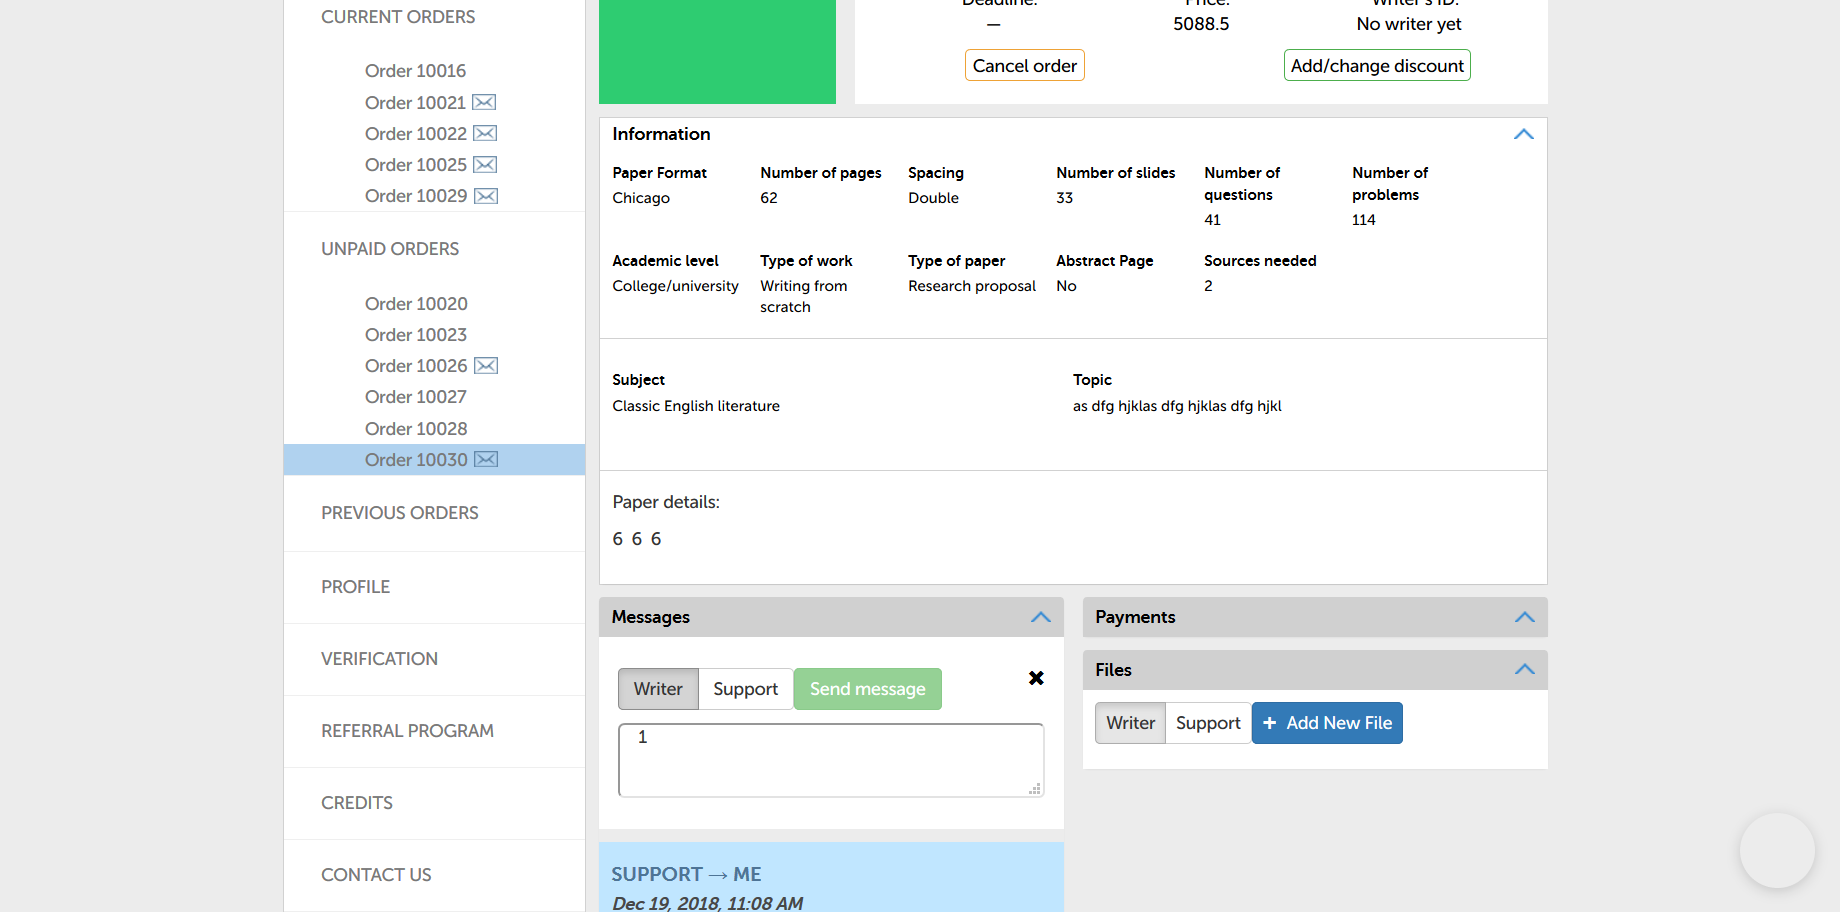 CURRENT ORDERS
Order 10016
Order 10021
Order 10022
Order 10025
Order 10029
UNPAID ORDERS
Order 10020
Order 10023
Order 10026
Order 10027
Order 10028
Order 10030
PREVIOUS ORDERS
PROFILE
VERIFICATION
REFERRAL PROGRAM
CREDITS
CONTACT US
Deadline: Price: Writer's ID:
— 5088.5 No writer yet
Cancel order Add/change discount
Information
Paper Format Number of pages Spacing Number of slides Number of questions Number of problems
Chicago 62 Double 33 41 114
Academic level Type of work Type of paper Abstract Page Sources needed
College/university Writing from scratch Research proposal No 2
Subject Topic
Classic English literature as dfg hjklas dfg hjklas dfg hjkl
Paper details:
6 6 6
Messages
Writer Support Send message
1
SUPPORT → ME
Dec 19, 2018, 11:08 AM
Payments
Files
Writer Support + Add New File